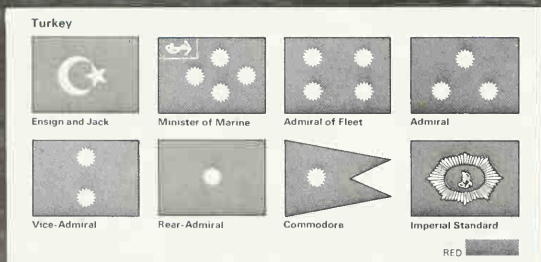 Turkey
Ensign and Jack
Minister of Marine
Admiral of Fleet
Admiral
Vice-Admiral
Rear-Admiral
Commodore
Imperial Standard
RED